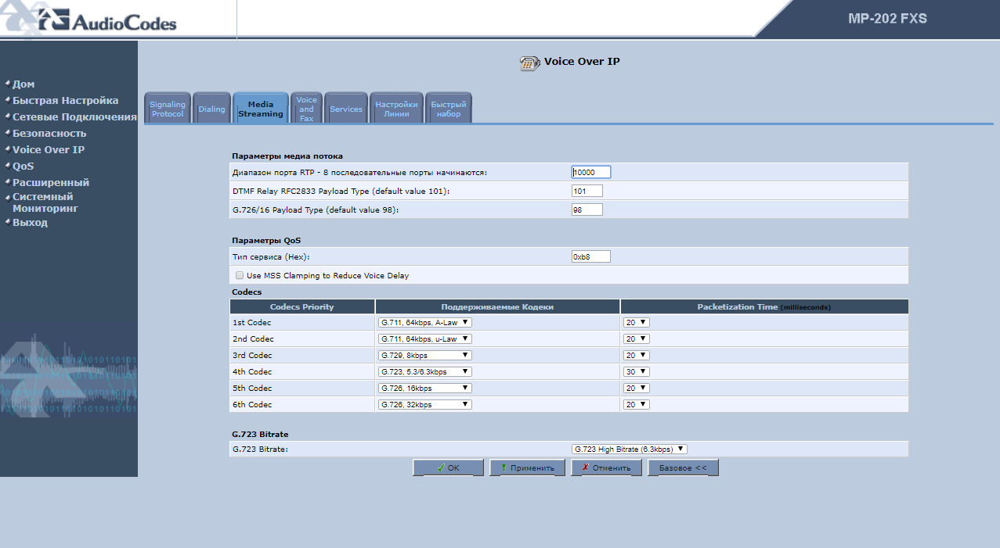 AudioCodes
MP-202 FXS
Voice Over IP
Дом
Быстрая Настройка
Сетевые Подключения
Безопасность
Voice Over IP
QoS
Расширенный
Системный
Мониторинг
Выход
Signaling Protocol
Dialing
Media Streaming
Voice and Fax
Services
Настройки Линии
Быстрый набор
Параметры медиа потока
Диапазон порта RTP - 8 последовательные порты начинаются: 10000
DTMF Relay RFC2833 Payload Type (default value 101): 101
G.726/16 Payload Type (default value 98): 98
Параметры QoS
Тип сервиса (Hex): 0xb8
Use MSS Clamping to Reduce Voice Delay
Codecs
Codecs Priority Поддерживаемые Кодеки Packetization Time (milliseconds)
1st Codec G.711, 64kbps, A-Law 20
2nd Codec G.711, 64kbps, u-Law 20
3rd Codec G.729, 8kbps 20
4th Codec G.723, 5.3/6.3kbps 30
5th Codec G.726, 16kbps 20
6th Codec G.726, 32kbps 20
G.723 Bitrate
G.723 Bitrate: G.723 High Bitrate (6.3kbps)
OK Применить Отменить Базовое <<